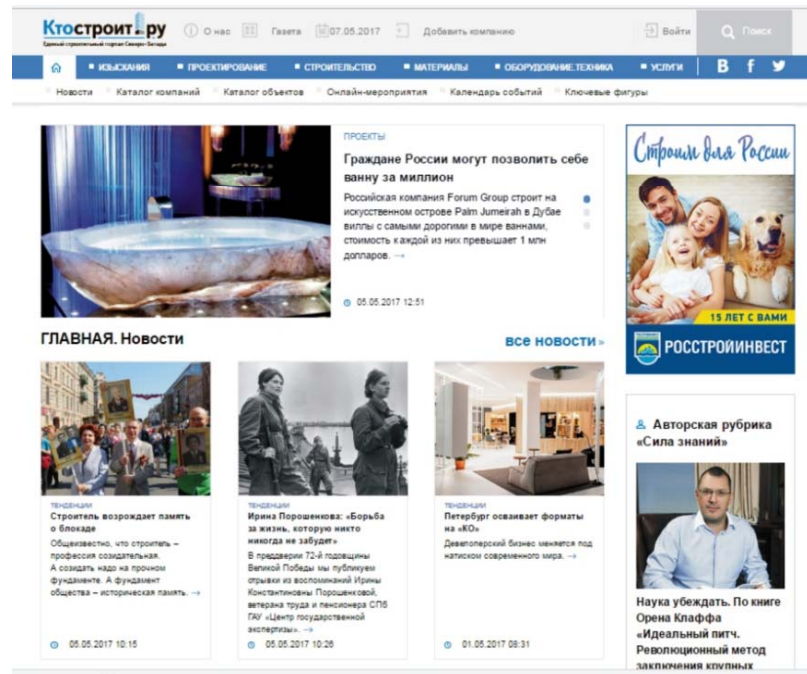 Ктостроит.ру
Единый строительный портал Северо-Запада
О нас Газета 07.05.2017 Добавить компанию Войти Поиск
ИЗЫСКАНИЯ ПРОЕКТИРОВАНИЕ СТРОИТЕЛЬСТВО МАТЕРИАЛЫ ОБОРУДОВАНИЕ.ТЕХНИКА УСЛУГИ B f
Новости Каталог компаний Каталог объектов Онлайн-мероприятия Календарь событий Ключевые фигуры
ПРОЕКТЫ
Граждане России могут позволить себе
ванну за миллион
Российская компания Forum Group строит на
искусственном острове Palm Jumeirah в Дубае
виллы с самыми дорогими в мире ваннами,
стоимость каждой из них превышает 1 млн
долларов. →
05.05.2017 12:51
Строим для России
15 ЛЕТ С ВАМИ
РОССТРОЙИНВЕСТ
ГЛАВНАЯ. Новости
все новости»
ТЕНДЕНЦИИ
Строитель возрождает память
о блокаде
Общеизвестно, что строитель –
профессия созидательная.
А созидать надо на прочном
фундаменте. А фундамент
общества – историческая память. →
05.05.2017 10:15
ТЕНДЕНЦИИ
Ирина Порошенкова: «Борьба
за жизнь, которую никто
никогда не забудет»
В преддверии 72-й годовщины
Великой Победы мы публикуем
отрывки из воспоминаний Ирины
Константиновны Порошенковой,
ветерана труда и пенсионера СПб
ГАУ «Центр государственной
экспертизы». →
05.05.2017 10:26
ТЕНДЕНЦИИ
Петербург осваивает форматы
на «КО»
Девелоперский бизнес меняется под
натиском современного мира. →
01.05.2017 08:31
Авторская рубрика
«Сила знаний»
Наука убеждать. По книге
Орена Клаффа
«Идеальный питч.
Революционный метод
заключения крупных